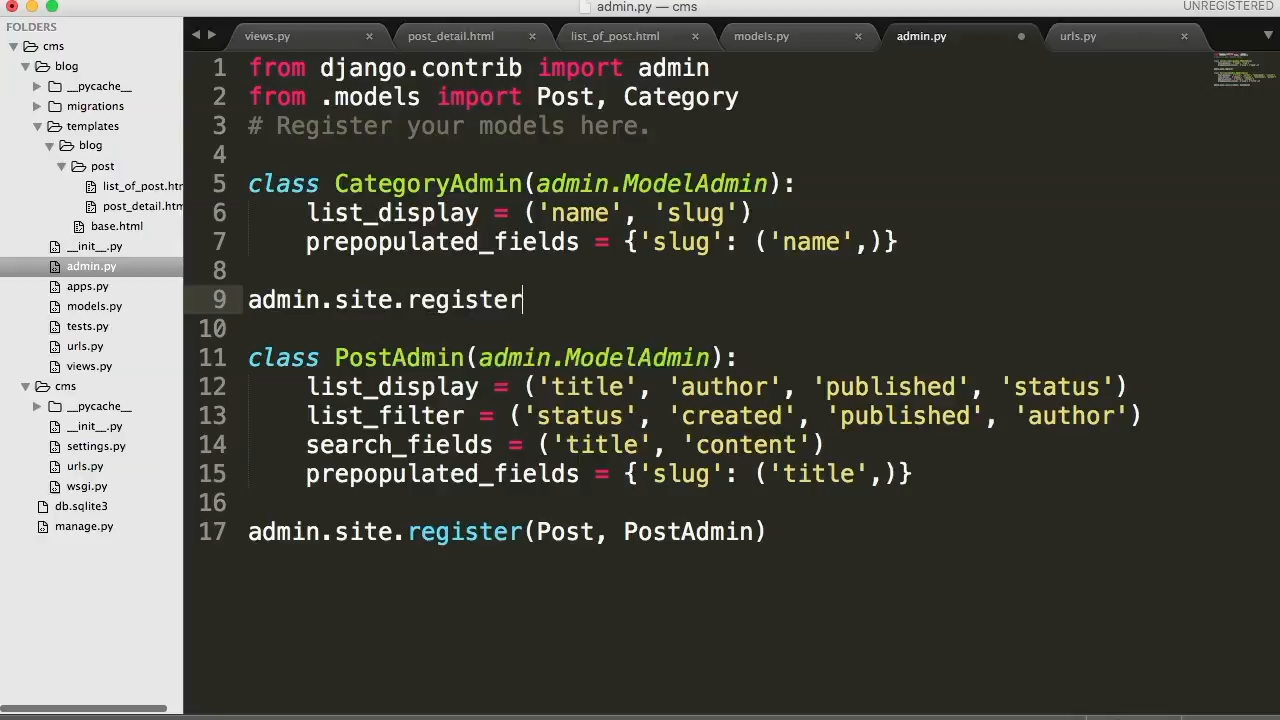 admin.py — cms
UNREGISTERED
FOLDERS
cms
blog
__pycache__
migrations
templates
blog
post
list_of_post.htm
post_detail.htm
base.html
__init__.py
admin.py
apps.py
models.py
tests.py
urls.py
views.py
cms
__pycache__
__init__.py
settings.py
urls.py
wsgi.py
db.sqlite3
manage.py
views.py × post_detail.html × list_of_post.html × models.py × admin.py urls.py ×
1 from django.contrib import admin
2 from .models import Post, Category
3 # Register your models here.
4
5 class CategoryAdmin(admin.ModelAdmin):
6 list_display = ('name', 'slug')
7 prepopulated_fields = {'slug': ('name',)}
8
9 admin.site.register
10
11 class PostAdmin(admin.ModelAdmin):
12 list_display = ('title', 'author', 'published', 'status')
13 list_filter = ('status', 'created', 'published', 'author')
14 search_fields = ('title', 'content')
15 prepopulated_fields = {'slug': ('title',)}
16
17 admin.site.register(Post, PostAdmin)